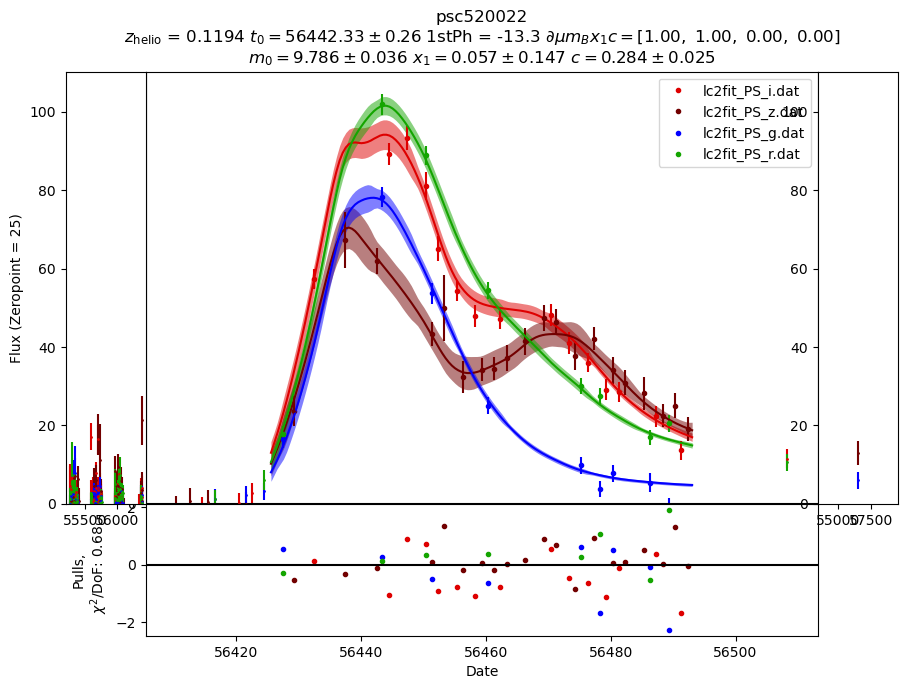 psc520022
z_helio = 0.1194 t_0 = 56442.33 ± 0.26 1stPh = -13.3 ∂μm_Bx_1c = [1.00, 1.00, 0.00, 0.00]
m_0 = 9.786 ± 0.036 x_1 = 0.057 ± 0.147 c = 0.284 ± 0.025
Flux (Zeropoint = 25)
100
80
60
40
20
0
lc2fit_PS_i.dat
lc2fit_PS_z.dat
lc2fit_PS_g.dat
lc2fit_PS_r.dat
100
80
60
40
20
0
55500
56000
55000
57500
Pulls,
χ²/DoF: 0.68
2
0
−2
56420
56440
56460
56480
56500
Date